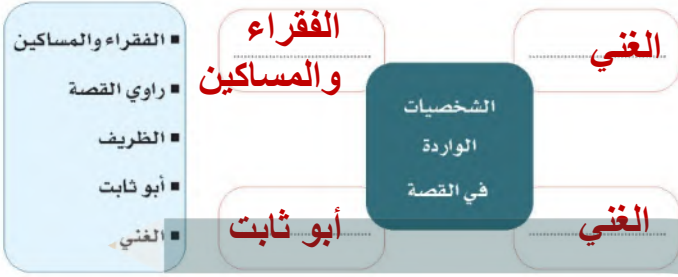 الغني
الفقراء
والمساكين
الشخصيات
الواردة
في القصة
الغني
أبو ثابت
▪ الفقراء والمساكين
▪ راوي القصة
▪ الظريف
▪ أبو ثابت
▪ الغني